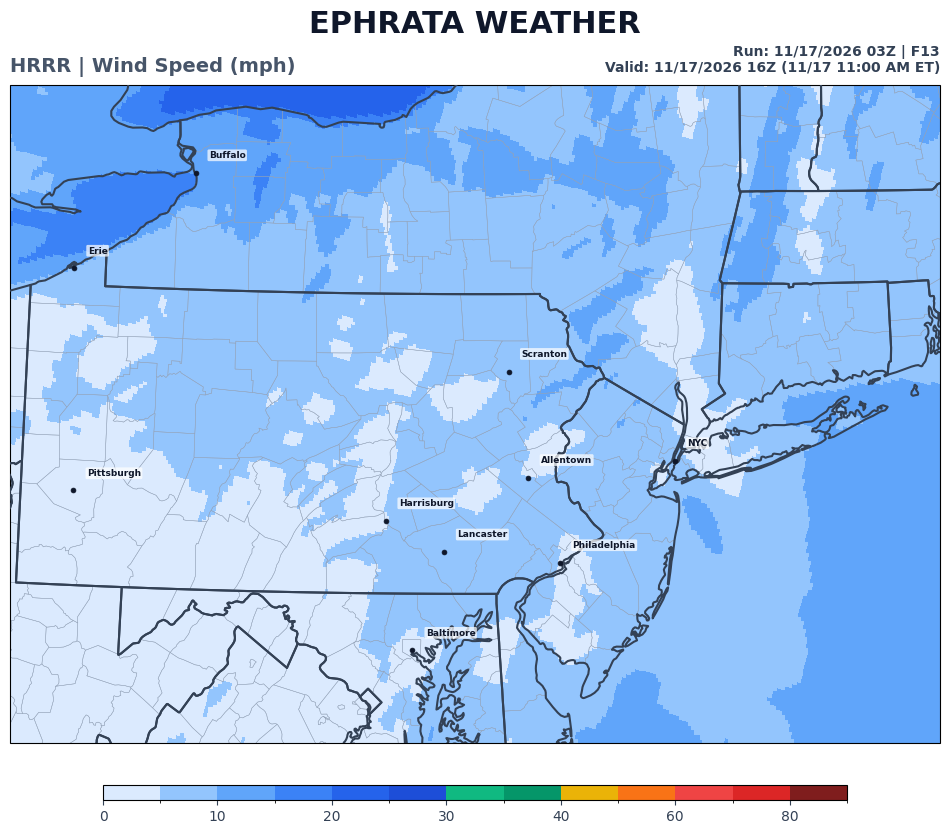 EPHRATA WEATHER
HRRR | Wind Speed (mph)
Run: 11/17/2026 03Z | F13
Valid: 11/17/2026 16Z (11/17 11:00 AM ET)
Buffalo
Erie
Scranton
NYC
Allentown
Pittsburgh
Harrisburg
Lancaster
Philadelphia
Baltimore
0 10 20 30 40 60 80